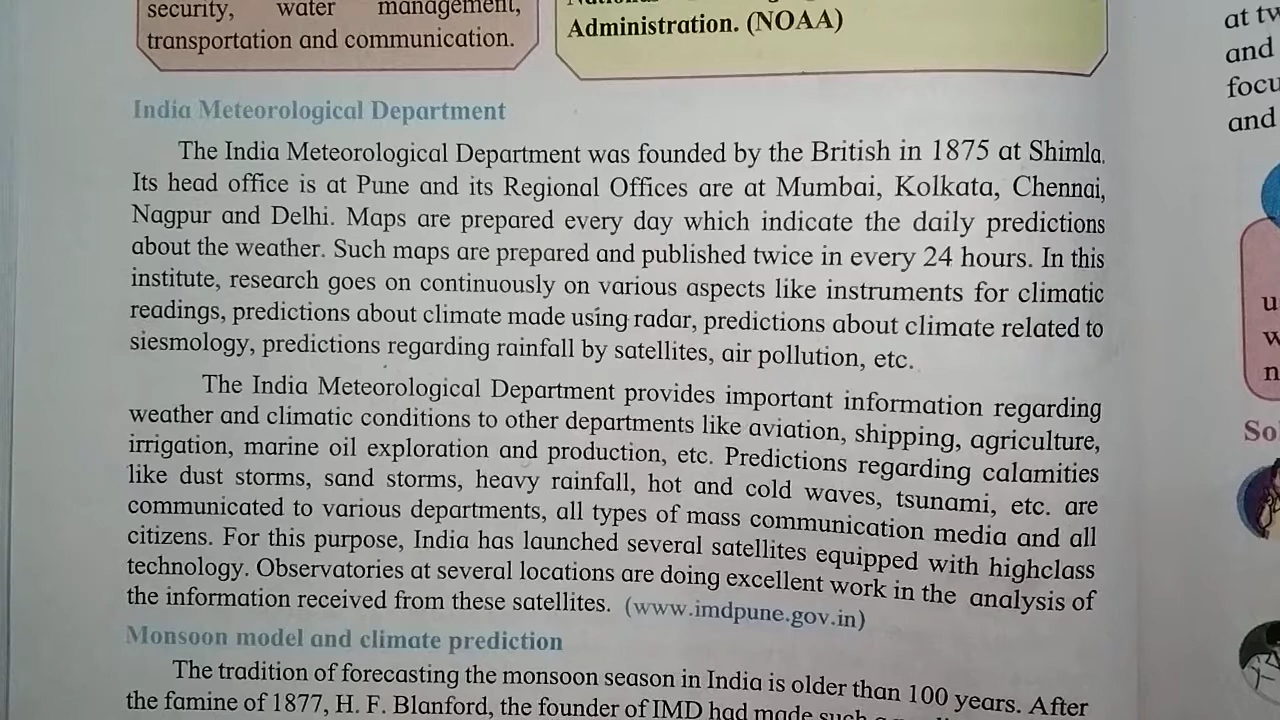 security, water management,
transportation and communication.
Administration. (NOAA)
India Meteorological Department
The India Meteorological Department was founded by the British in 1875 at Shimla.
Its head office is at Pune and its Regional Offices are at Mumbai, Kolkata, Chennai,
Nagpur and Delhi. Maps are prepared every day which indicate the daily predictions
about the weather. Such maps are prepared and published twice in every 24 hours. In this
institute, research goes on continuously on various aspects like instruments for climatic
readings, predictions about climate made using radar, predictions about climate related to
siesmology, predictions regarding rainfall by satellites, air pollution, etc.
The India Meteorological Department provides important information regarding
weather and climatic conditions to other departments like aviation, shipping, agriculture,
irrigation, marine oil exploration and production, etc. Predictions regarding calamities
like dust storms, sand storms, heavy rainfall, hot and cold waves, tsunami, etc. are
communicated to various departments, all types of mass communication media and all
citizens. For this purpose, India has launched several satellites equipped with highclass
technology. Observatories at several locations are doing excellent work in the analysis of
the information received from these satellites. (www.imdpune.gov.in)
Monsoon model and climate prediction
The tradition of forecasting the monsoon season in India is older than 100 years. After
the famine of 1877, H. F. Blanford, the founder of IMD had made such
at
and
and